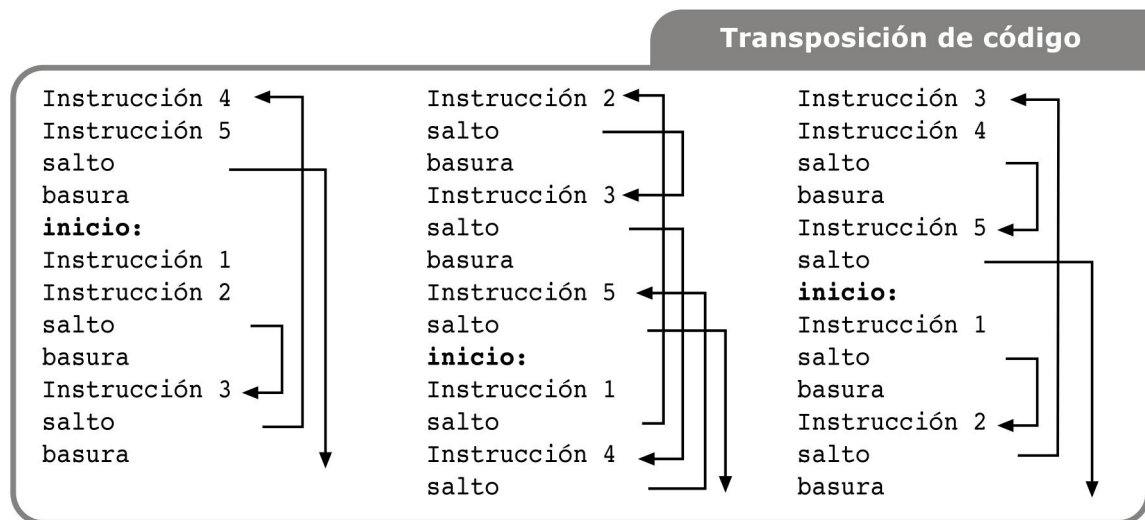 Transposición de código
Instrucción 4
Instrucción 5
salto
basura
inicio:
Instrucción 1
Instrucción 2
salto
basura
Instrucción 3
salto
basura
Instrucción 2
salto
basura
Instrucción 3
salto
basura
Instrucción 5
salto
inicio:
Instrucción 1
salto
Instrucción 4
salto
Instrucción 3
Instrucción 4
salto
basura
Instrucción 5
salto
inicio:
Instrucción 1
salto
basura
Instrucción 2
salto
basura